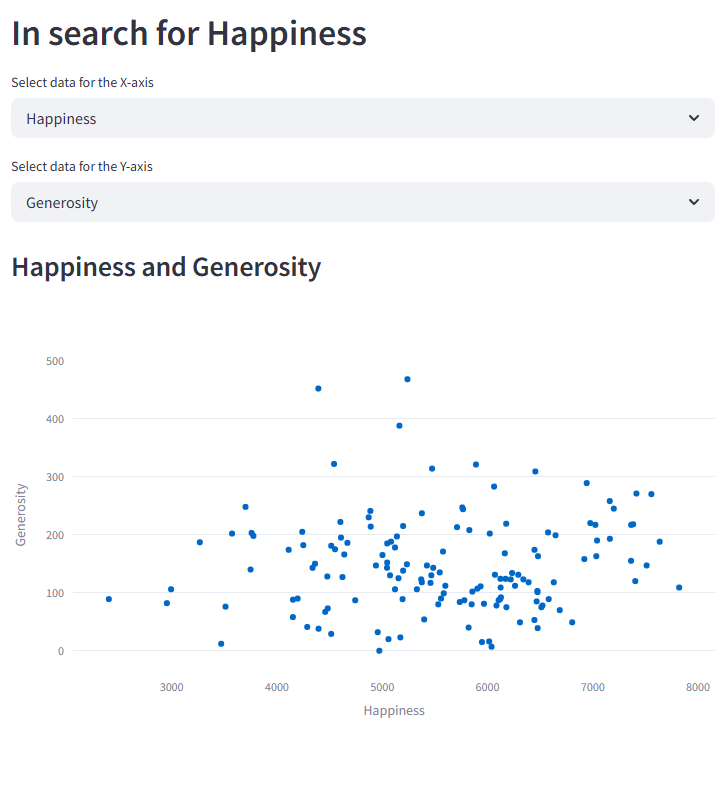 In search for Happiness
Select data for the X-axis
Happiness
Select data for the Y-axis
Generosity
Happiness and Generosity
500
400
300
200
100
0
Generosity
3000 4000 5000 6000 7000 8000
Happiness